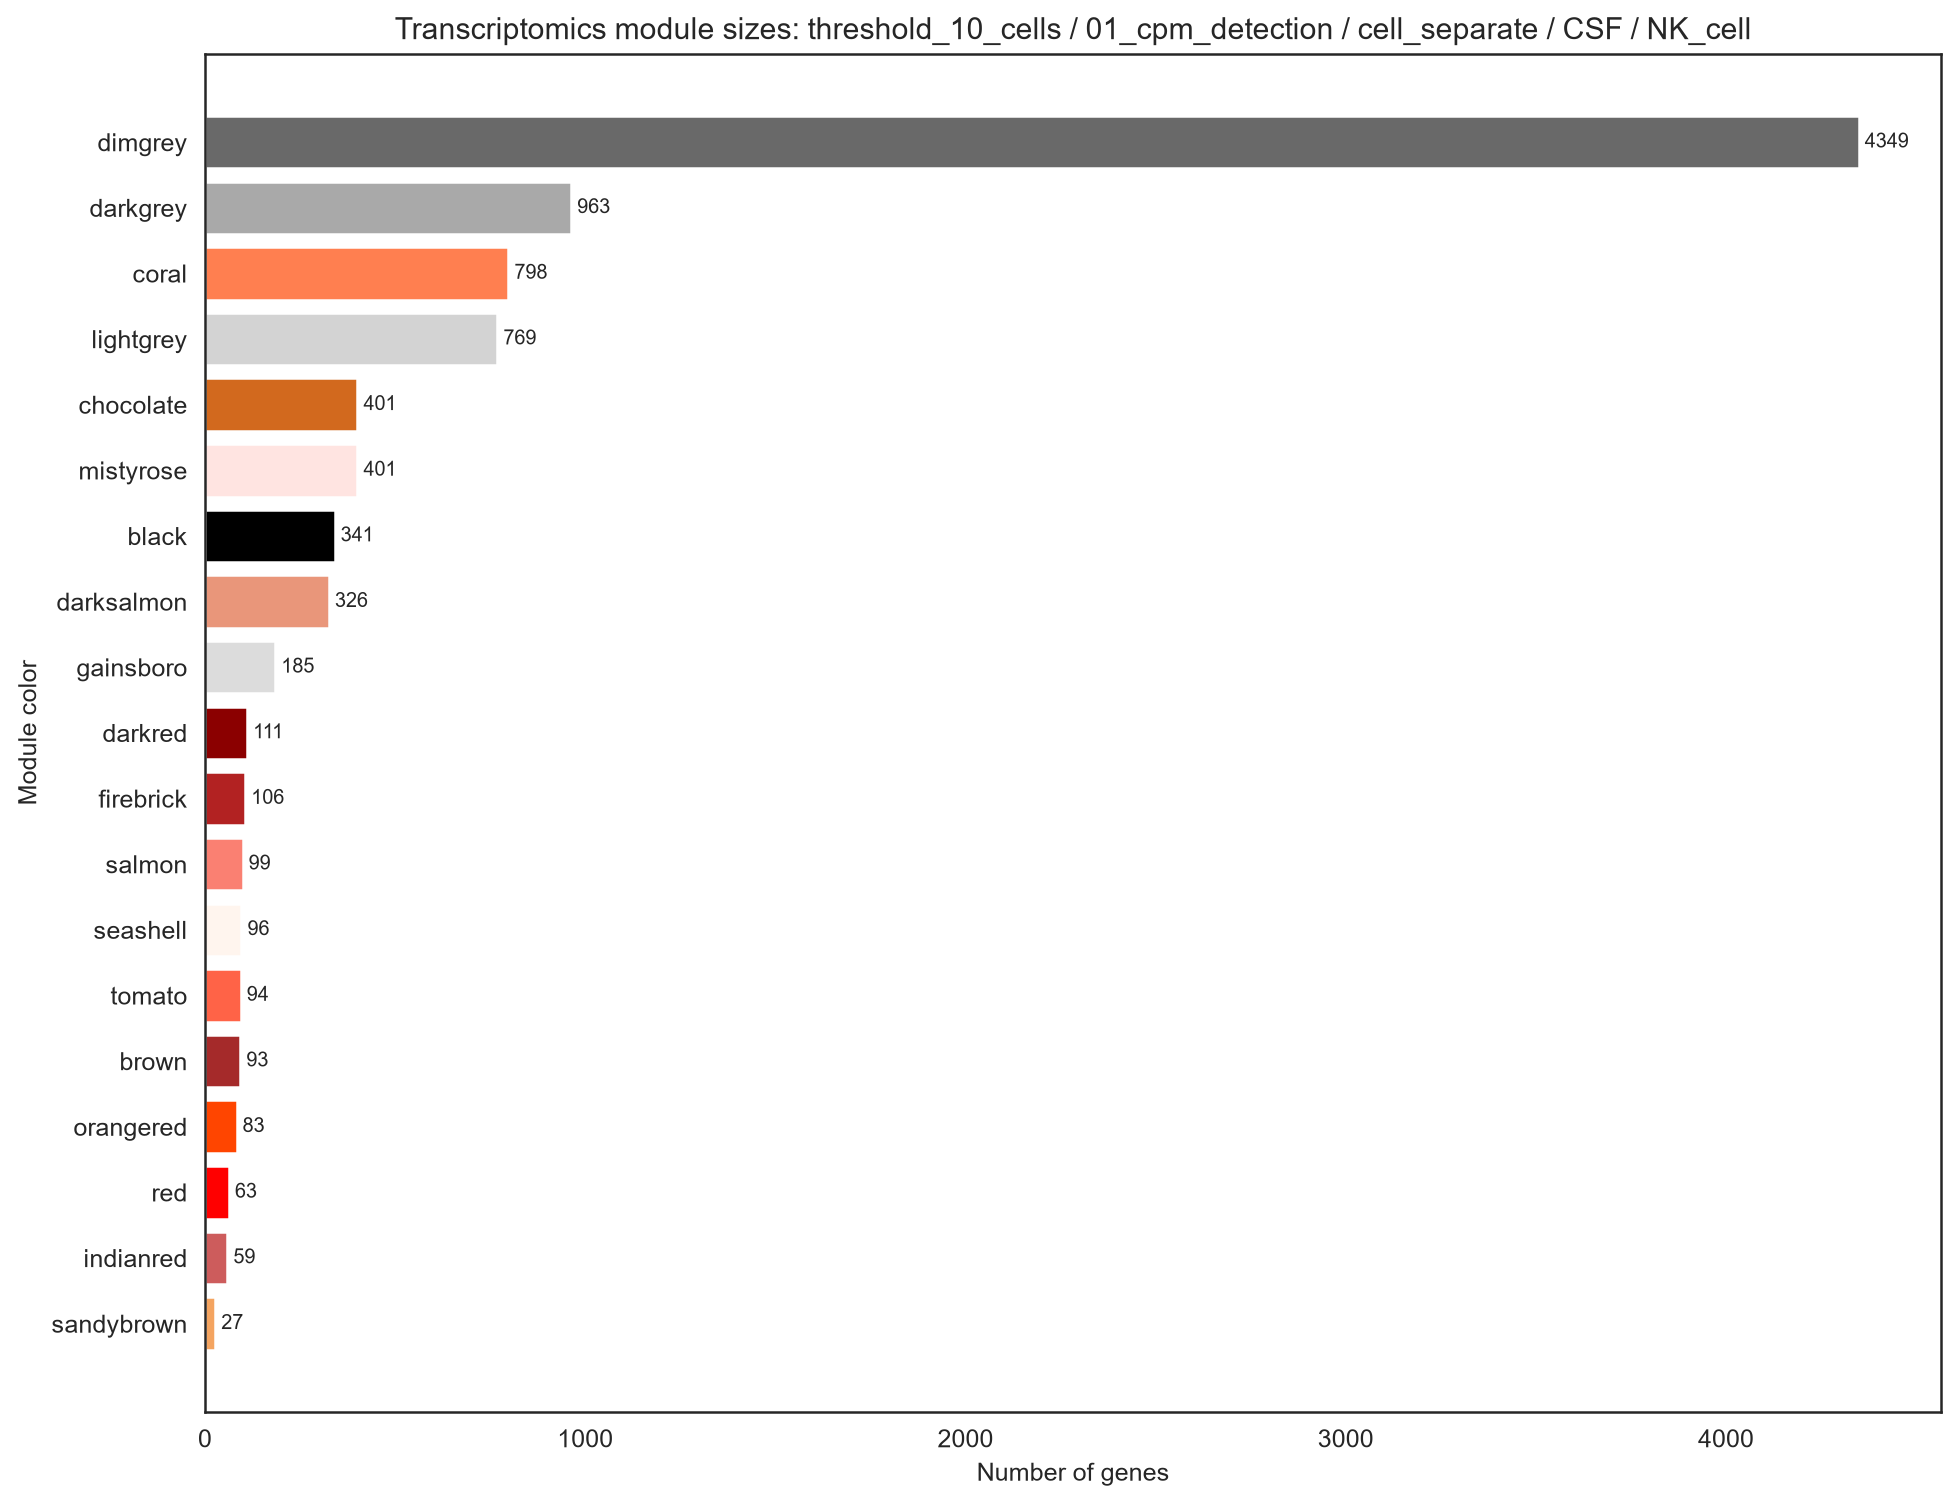 Transcriptomics module sizes: threshold_10_cells / 01_cpm_detection / cell_separate / CSF / NK_cell
Module color
dimgrey 4349
darkgrey 963
coral 798
lightgrey 769
chocolate 401
mistyrose 401
black 341
darksalmon 326
gainsboro 185
darkred 111
firebrick 106
salmon 99
seashell 96
tomato 94
brown 93
orangered 83
red 63
indianred 59
sandybrown 27
0 1000 2000 3000 4000
Number of genes